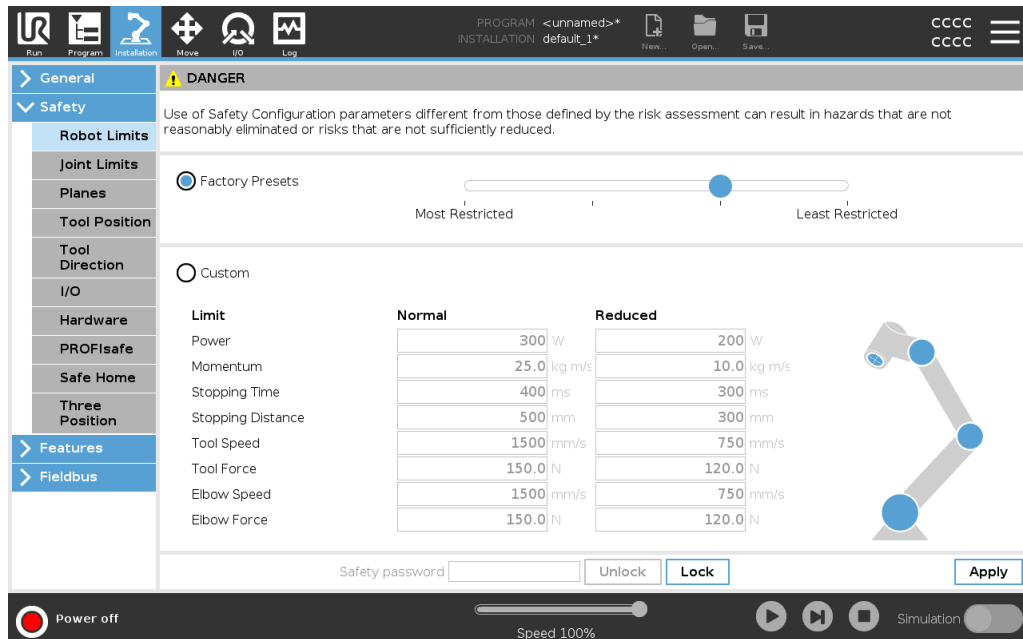 Run
Program
Installation
Move
I/O
Log
PROGRAM <unnamed>*
INSTALLATION default_1*
New...
Open...
Save...
CCCC
CCCC
General
Safety
Robot Limits
Joint Limits
Planes
Tool Position
Tool
Direction
I/O
Hardware
PROFIsafe
Safe Home
Three
Position
Features
Fieldbus
DANGER
Use of Safety Configuration parameters different from those defined by the risk assessment can result in hazards that are not
reasonably eliminated or risks that are not sufficiently reduced.
Factory Presets
Most Restricted
Least Restricted
Custom
Limit Normal Reduced
Power 300 W 200 W
Momentum 25.0 kg m/s 10.0 kg m/s
Stopping Time 400 ms 300 ms
Stopping Distance 500 mm 300 mm
Tool Speed 1500 mm/s 750 mm/s
Tool Force 150.0 N 120.0 N
Elbow Speed 1500 mm/s 750 mm/s
Elbow Force 150.0 N 120.0 N
Safety password Unlock Lock Apply
Power off
Speed 100%
Simulation